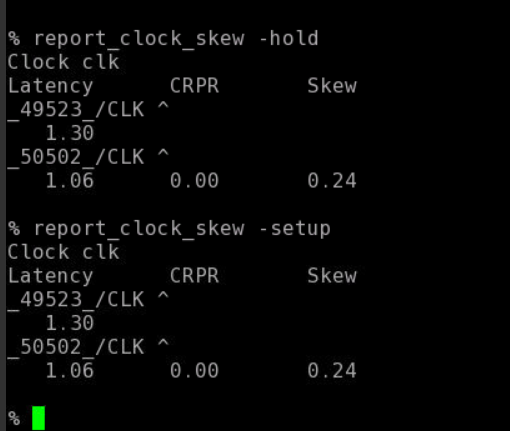 % report_clock_skew -hold
Clock clk
Latency      CRPR       Skew
_49523_/CLK ^
   1.30
_50502_/CLK ^
   1.06      0.00       0.24
% report_clock_skew -setup
Clock clk
Latency      CRPR       Skew
_49523_/CLK ^
   1.30
_50502_/CLK ^
   1.06      0.00       0.24
%